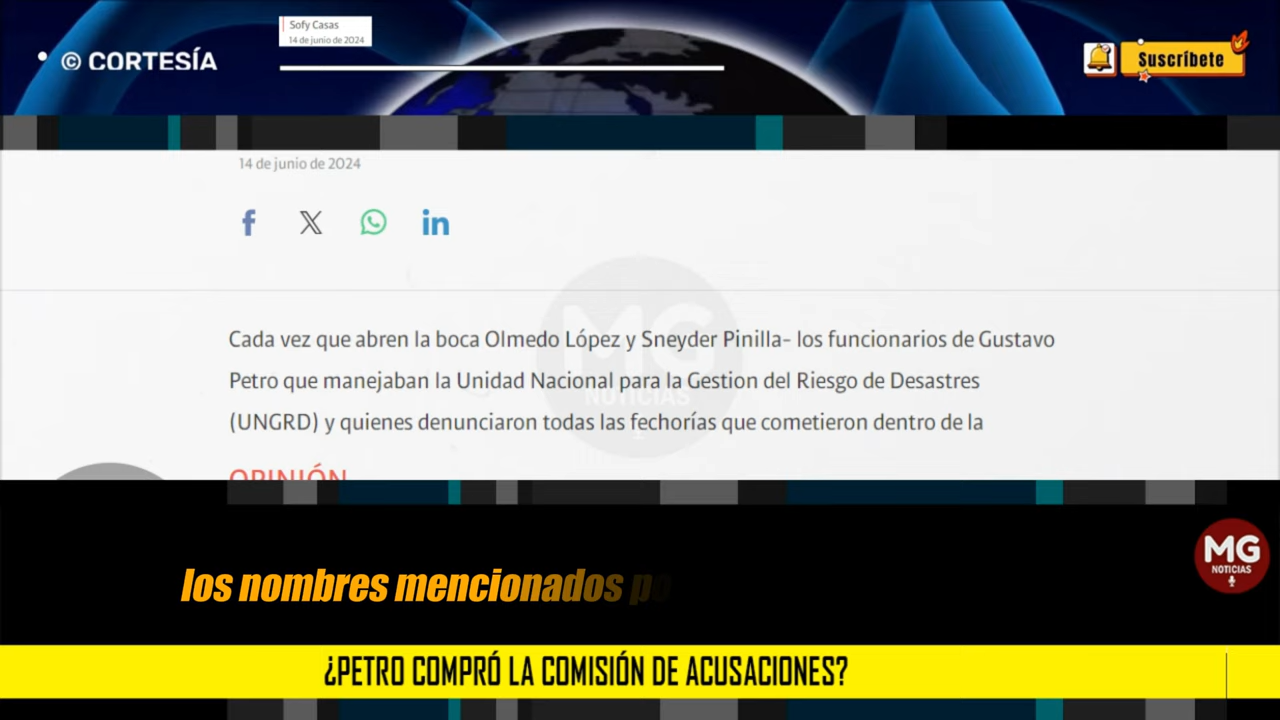 Sofy Casas
14 de junio de 2024
© CORTESÍA
Suscríbete
14 de junio de 2024
Cada vez que abren la boca Olmedo López y Sneyder Pinilla- los funcionarios de Gustavo
Petro que manejaban la Unidad Nacional para la Gestion del Riesgo de Desastres
(UNGRD) y quienes denunciaron todas las fechorías que cometieron dentro de la
OPINIÓN
MG
NOTICIAS
los nombres mencionados po
MG
NOTICIAS
¿PETRO COMPRÓ LA COMISIÓN DE ACUSACIONES?